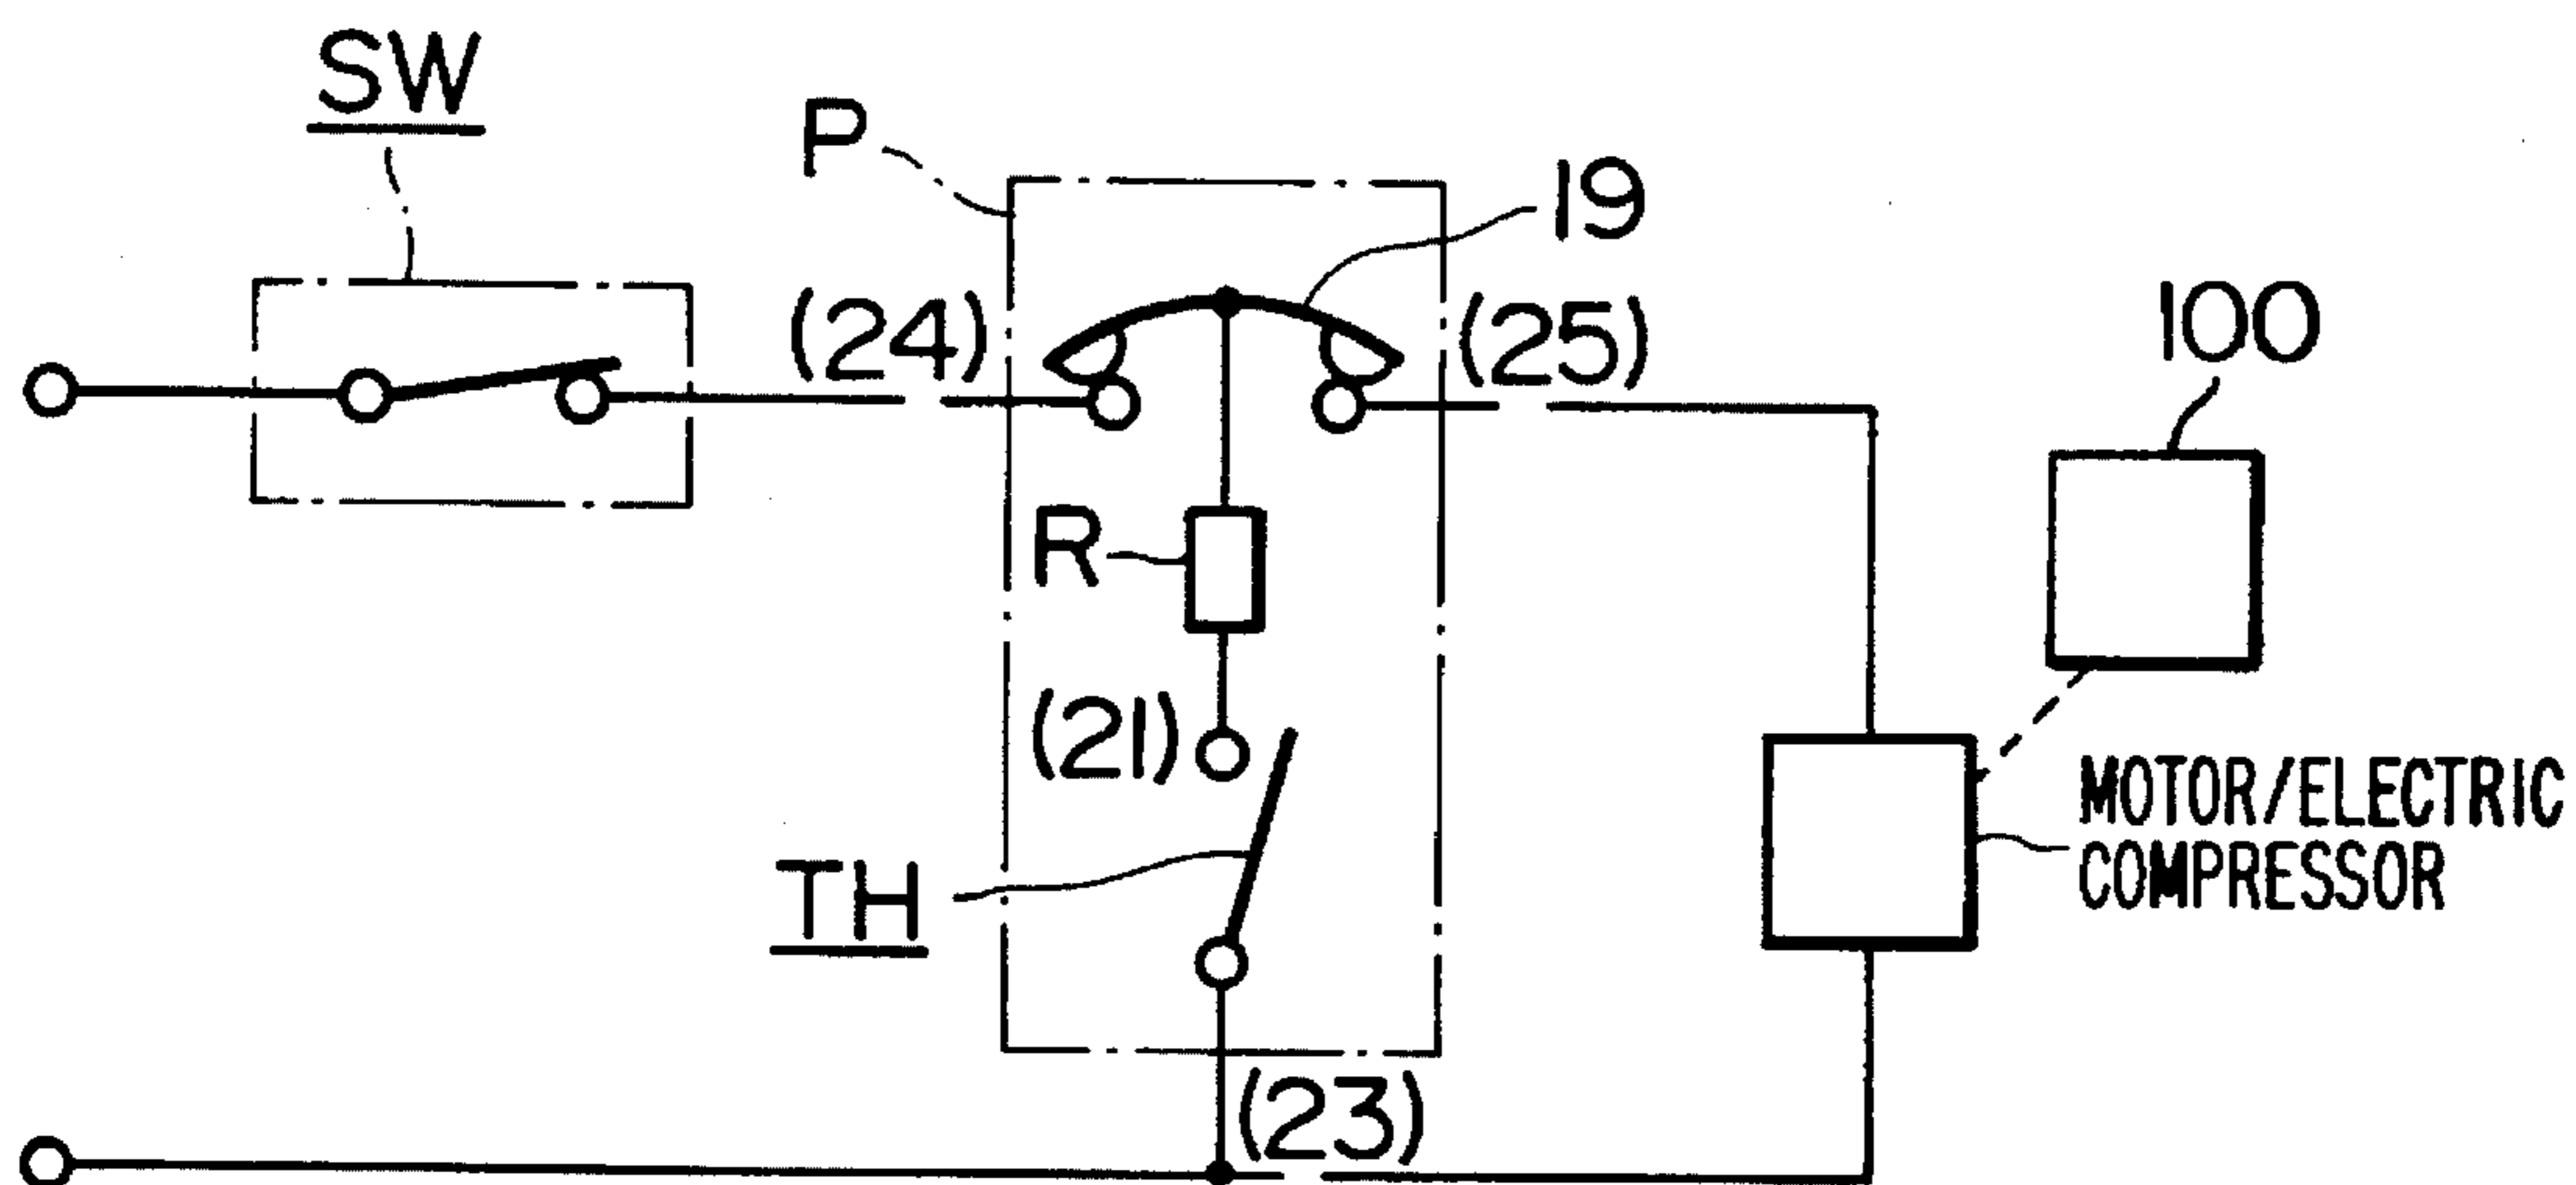 SW
P
19
(24)
(25)
100
R
(21)
MOTOR/ELECTRIC
COMPRESSOR
TH
(23)